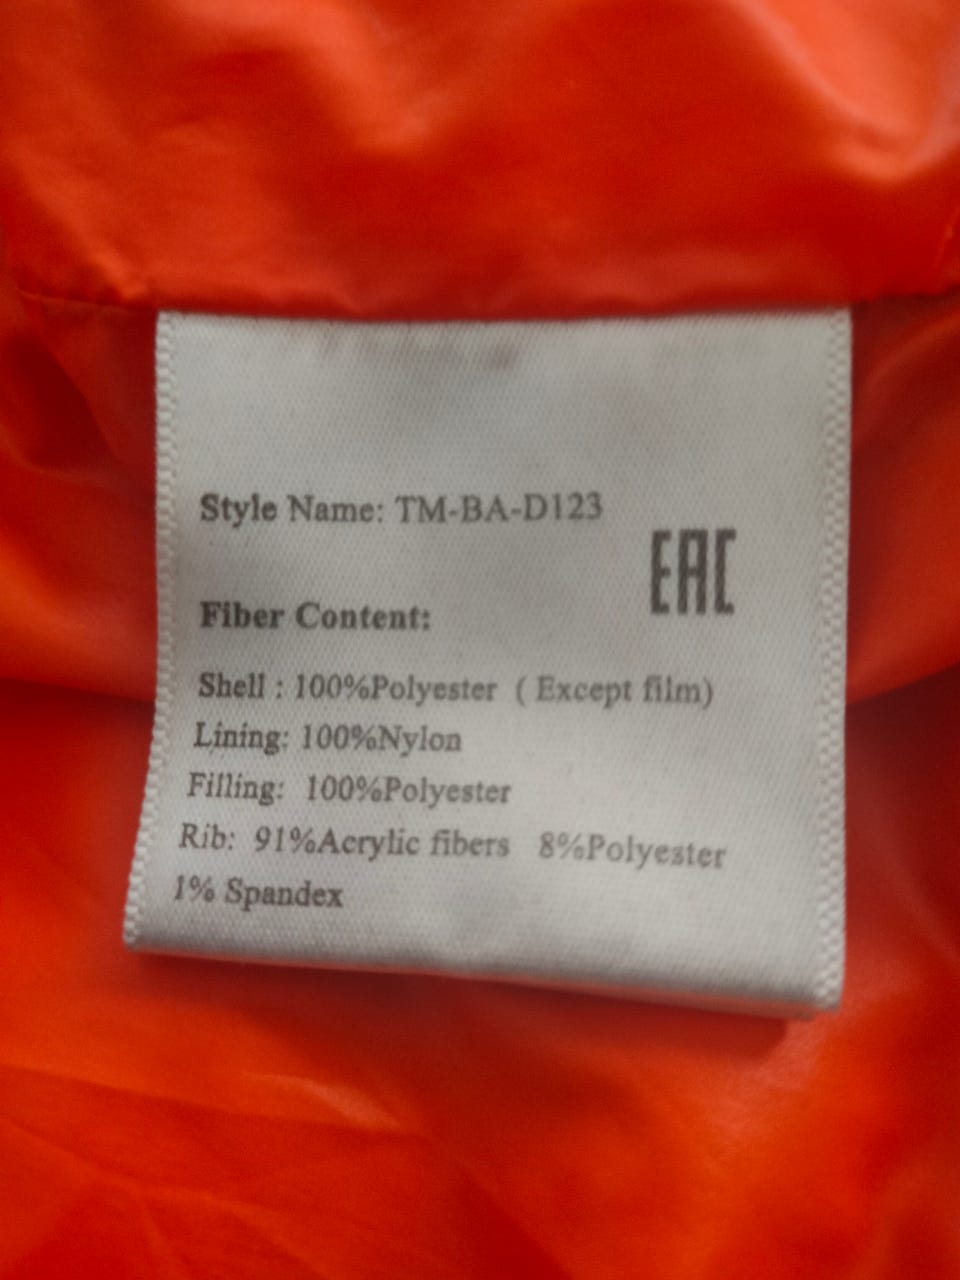 Style Name: TM-BA-D123
EAC
Fiber Content:
Shell : 100%Polyester ( Except film)
Lining: 100%Nylon
Filling: 100%Polyester
Rib: 91%Acrylic fibers 8%Polyester
1% Spandex